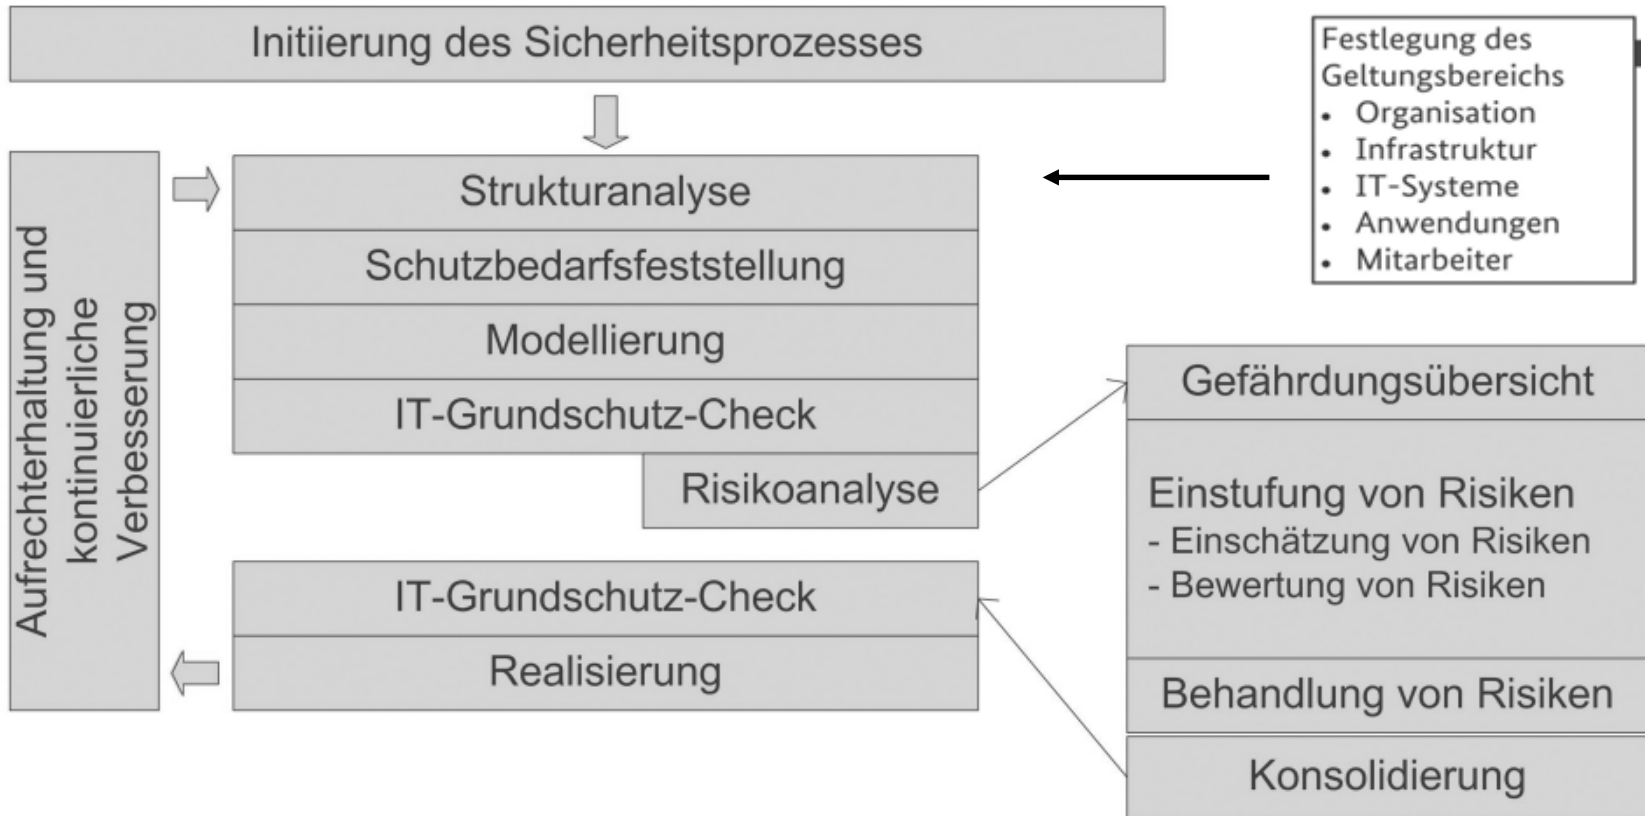 Initiierung des Sicherheitsprozesses
Festlegung des
Geltungsbereichs
• Organisation
• Infrastruktur
• IT-Systeme
• Anwendungen
• Mitarbeiter
Aufrechterhaltung und
kontinuierliche
Verbesserung
Strukturanalyse
Schutzbedarfsfeststellung
Modellierung
IT-Grundschutz-Check
Risikoanalyse
Gefährdungsübersicht
Einstufung von Risiken
- Einschätzung von Risiken
- Bewertung von Risiken
Behandlung von Risiken
Konsolidierung
IT-Grundschutz-Check
Realisierung